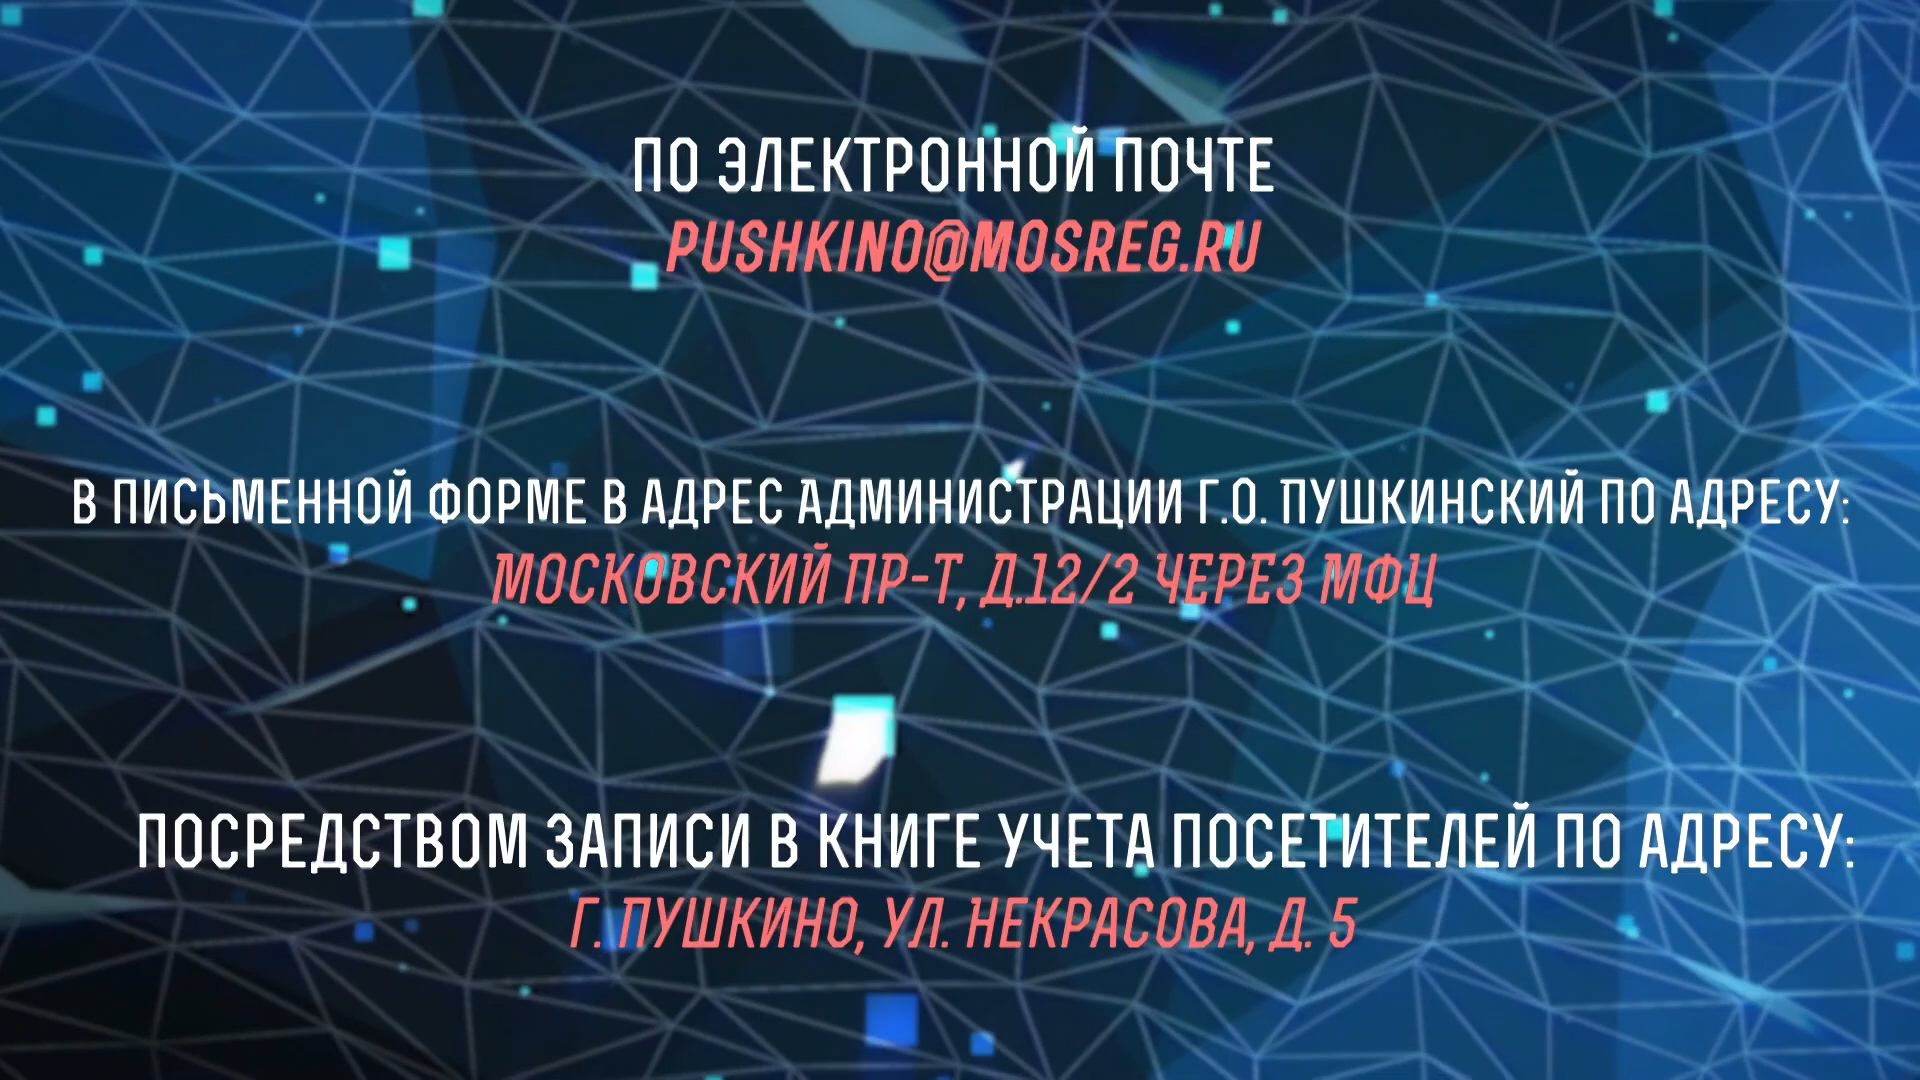 ПО ЭЛЕКТРОННОЙ ПОЧТЕ
PUSHKINO@MOSREG.RU
В ПИСЬМЕННОЙ ФОРМЕ В АДРЕС АДМИНИСТРАЦИИ Г.О. ПУШКИНСКИЙ ПО АДРЕСУ:
МОСКОВСКИЙ ПР-Т, Д.12/2 ЧЕРЕЗ МФЦ
ПОСРЕДСТВОМ ЗАПИСИ В КНИГЕ УЧЕТА ПОСЕТИТЕЛЕЙ ПО АДРЕСУ:
Г. ПУШКИНО, УЛ. НЕКРАСОВА, Д. 5